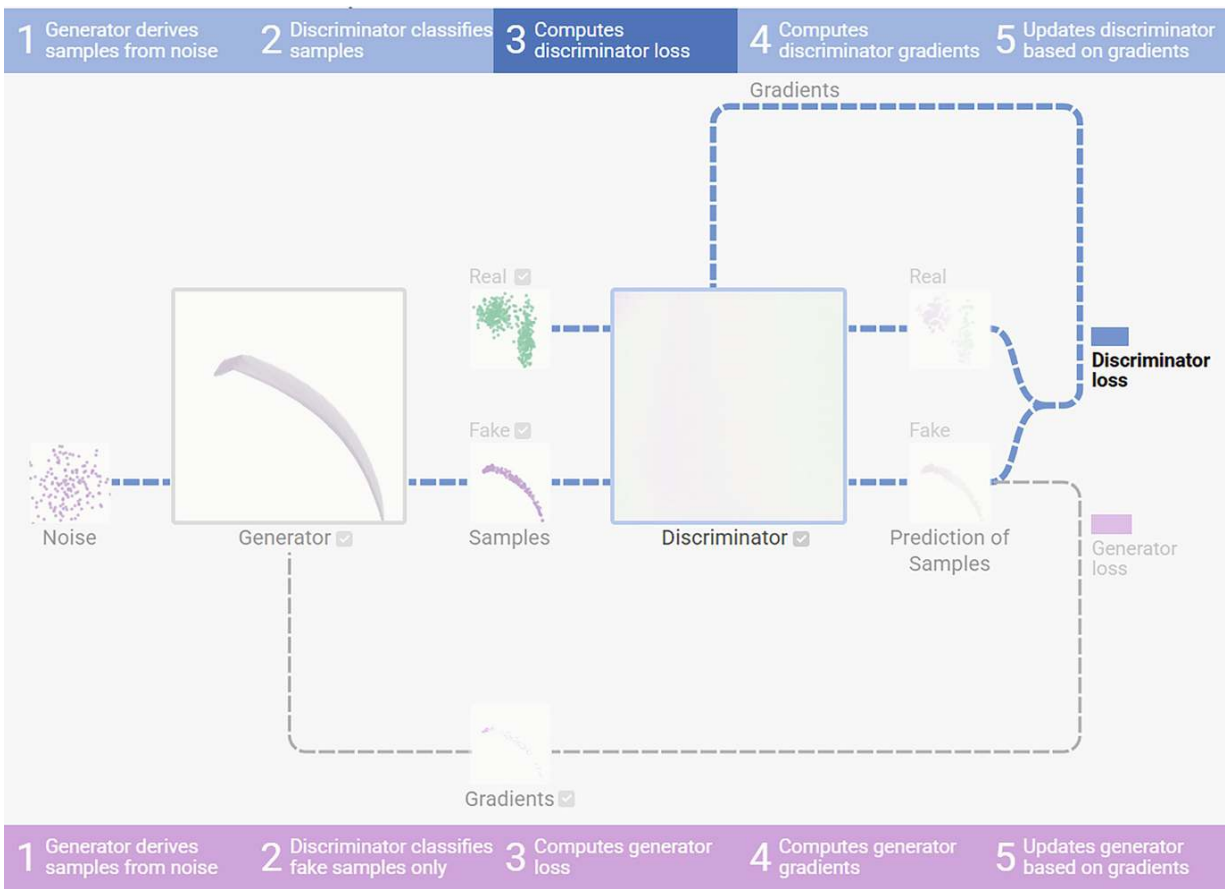 1 Generator derives
samples from noise
2 Discriminator classifies
samples
3 Computes
discriminator loss
4 Computes
discriminator gradients
5 Updates discriminator
based on gradients
Gradients
Real
Real
Discriminator
loss
Fake
Fake
Noise
Generator
Samples
Discriminator
Prediction of
Samples
Generator
loss
Gradients
1 Generator derives
samples from noise
2 Discriminator classifies
fake samples only
3 Computes generator
loss
4 Computes generator
gradients
5 Updates generator
based on gradients